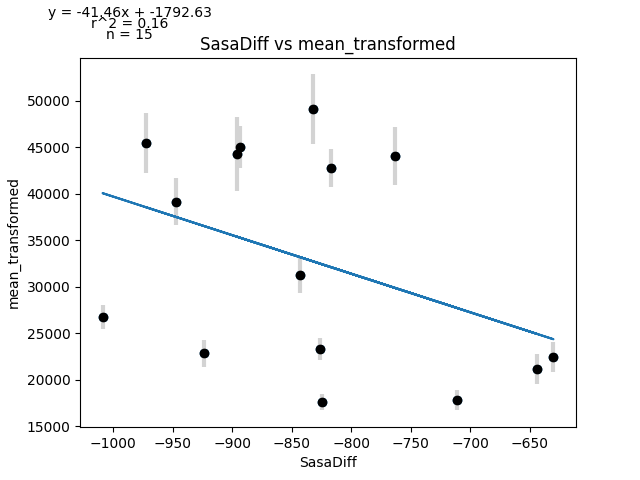 y = -41.46x + -1792.63
r^2 = 0.16
n = 15
SasaDiff vs mean_transformed
mean_transformed
50000
45000
40000
35000
30000
25000
20000
15000
−1000
−950
−900
−850
−800
−750
−700
−650
SasaDiff